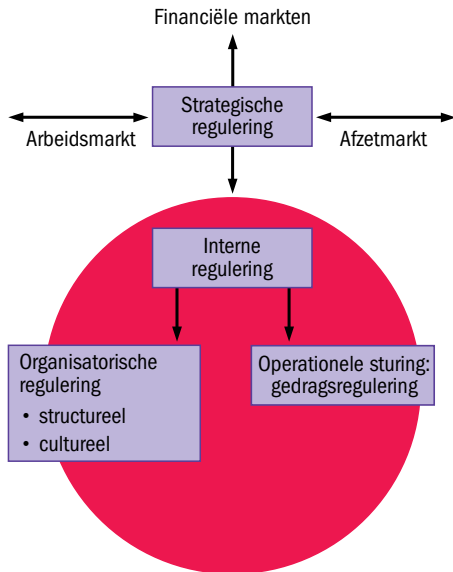 Financiële markten
Strategische
regulering
Arbeidsmarkt
Afzetmarkt
Interne
regulering
Organisatorische
regulering
• structureel
• cultureel
Operationele sturing:
gedragsregulering